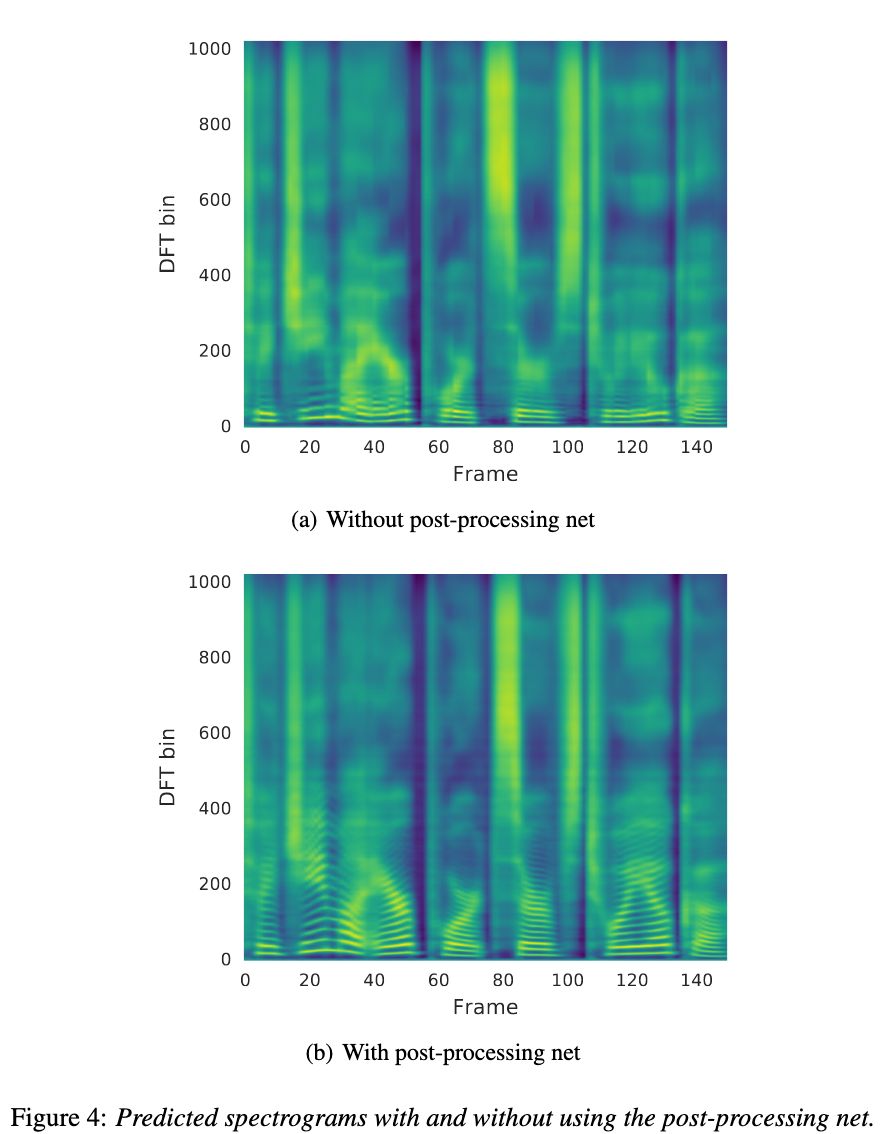 1000
800
600
400
200
0
DFT bin
0 20 40 60 80 100 120 140
Frame
(a) Without post-processing net
1000
800
600
400
200
0
DFT bin
0 20 40 60 80 100 120 140
Frame
(b) With post-processing net
Figure 4: Predicted spectrograms with and without using the post-processing net.